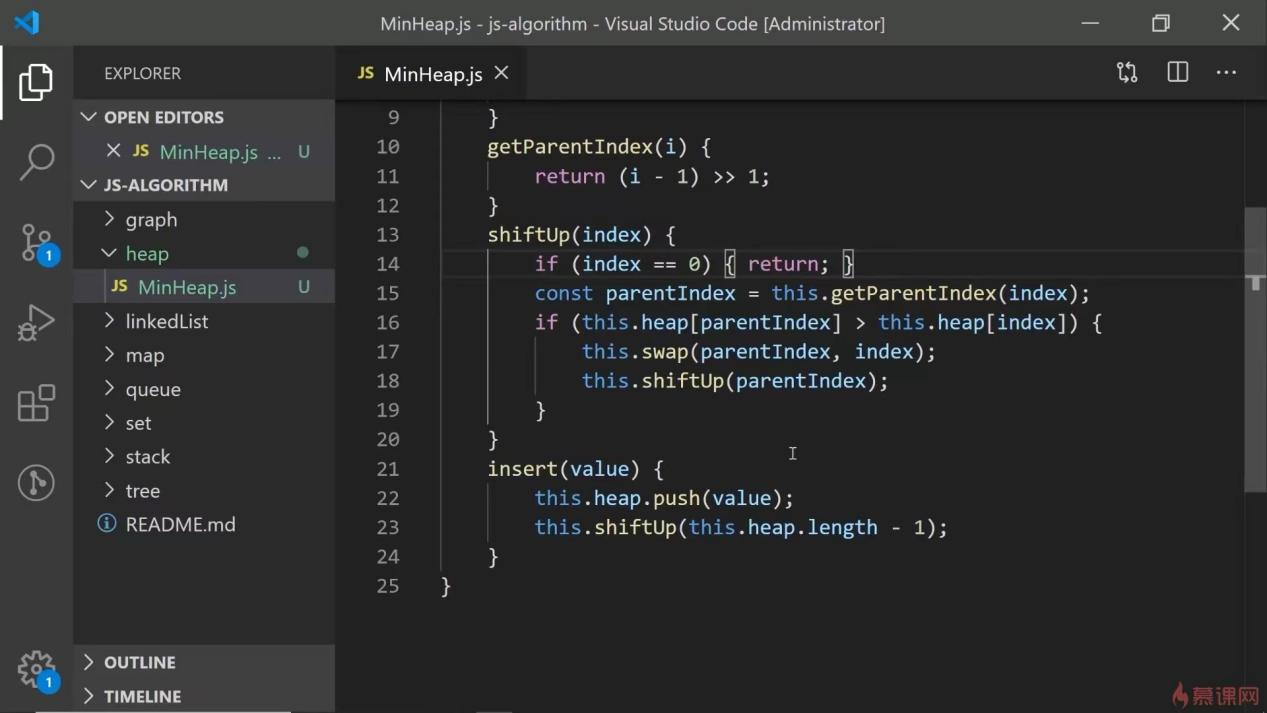 MinHeap.js - js-algorithm - Visual Studio Code [Administrator]
EXPLORER
OPEN EDITORS
JS MinHeap.js ... U
JS-ALGORITHM
graph
heap
JS MinHeap.js U
linkedList
map
queue
set
stack
tree
README.md
OUTLINE
TIMELINE
1
1
JS MinHeap.js
9 }
10 getParentIndex(i) {
11 return (i - 1) >> 1;
12 }
13 shiftUp(index) {
14 if (index == 0) { return; }
15 const parentIndex = this.getParentIndex(index);
16 if (this.heap[parentIndex] > this.heap[index]) {
17 this.swap(parentIndex, index);
18 this.shiftUp(parentIndex);
19 }
20 }
21 insert(value) {
22 this.heap.push(value);
23 this.shiftUp(this.heap.length - 1);
24 }
25 }
慕课网